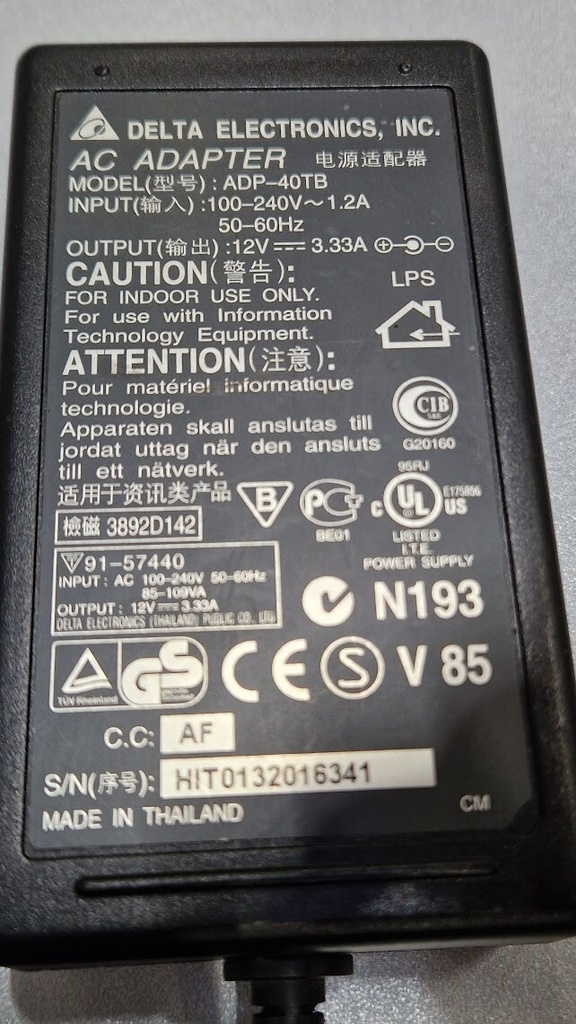 DELTA ELECTRONICS, INC.
AC ADAPTER 电源适配器
MODEL(型号) : ADP-40TB
INPUT(输入) :100-240V~1.2A
50-60Hz
OUTPUT(输出) :12V⎓3.33A
CAUTION(警告):
LPS
FOR INDOOR USE ONLY.
For use with Information
Technology Equipment.
ATTENTION(注意):
Pour matériel informatique
technologie.
Apparaten skall anslutas till
jordat uttag när den ansluts
till ett nätverk.
适用于资讯类产品
CIB
G20160
B
PC
BE01
95RJ
C UL US
E175856
LISTED
I.T.E.
POWER SUPPLY
檢磁 3892D142
91-57440
INPUT : AC 100-240V 50-60Hz
85-109VA
OUTPUT : 12V⎓3.33A
DELTA ELECTRONICS (THAILAND) PUBLIC CO., LTD
N193
TÜV Rheinland
GS
CE S V 85
C.C: AF
S/N(序号): HIT0132016341
MADE IN THAILAND
CM